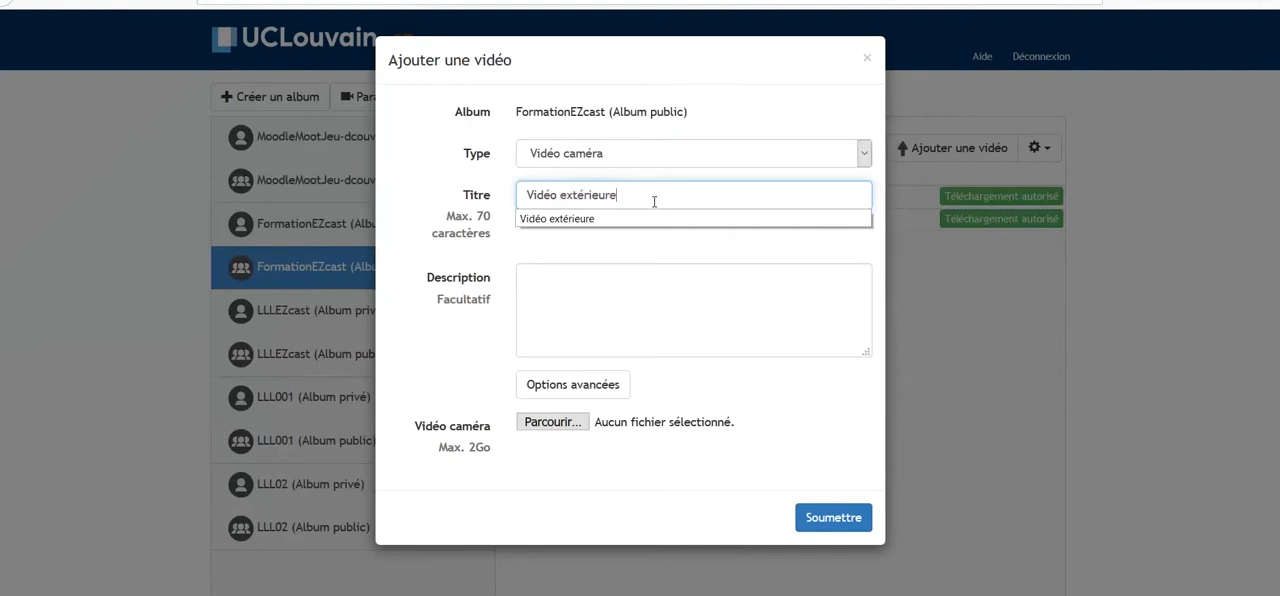 UCLouvain
Aide
Déconnexion
Créer un album
Para
MoodleMootJeu-dcouv
MoodleMootJeu-dcouv
FormationEZcast (Albu
FormationEZcast (Albu
LLLEZcast (Album priv
LLLEZcast (Album pub
LLL001 (Album privé)
LLL001 (Album public)
LLL02 (Album privé)
LLL02 (Album public)
Ajouter une vidéo
Téléchargement autorisé
Téléchargement autorisé
Ajouter une vidéo
×
Album
FormationEZcast (Album public)
Type
Vidéo caméra
Titre
Vidéo extérieure
Max. 70
caractères
Vidéo extérieure
Description
Facultatif
Options avancées
Vidéo caméra
Parcourir... Aucun fichier sélectionné.
Max. 2Go
Soumettre